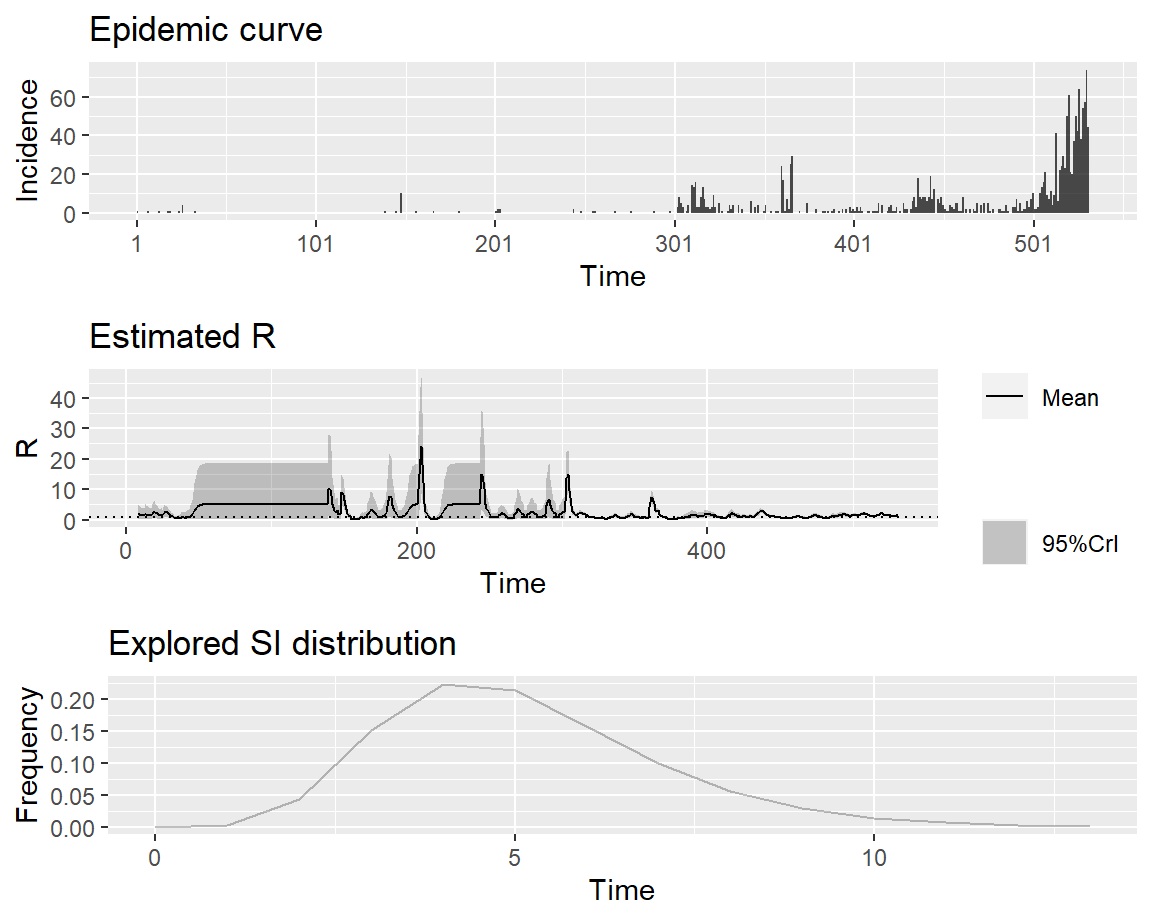 Epidemic curve
Incidence
60
40
20
0
1 101 201 301 401 501
Time
Estimated R
R
40
30
20
10
0
0 200 400
Time
Mean
95%CrI
Explored SI distribution
Frequency
0.20
0.15
0.10
0.05
0.00
0 5 10
Time